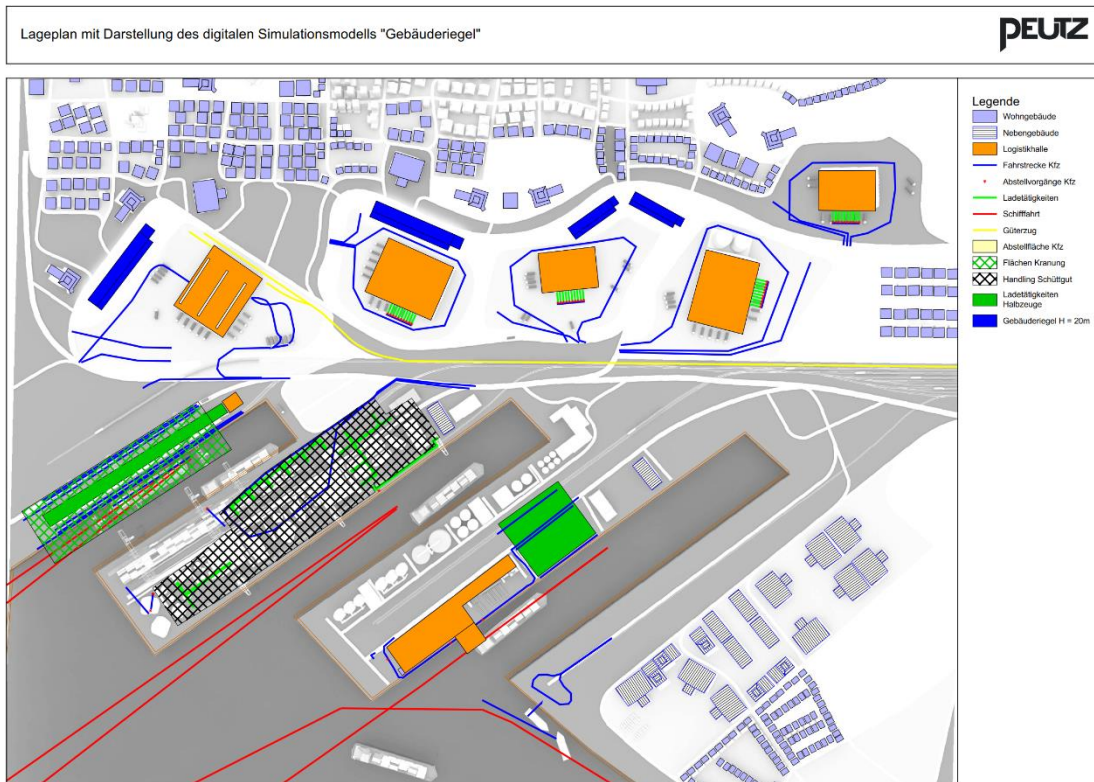 Lageplan mit Darstellung des digitalen Simulationsmodells "Gebäuderiegel"
PEUTZ
Legende
Wohngebäude
Nebengebäude
Logistikhalle
Fahrstrecke Kfz
Abstellvorgänge Kfz
Ladetätigkeiten
Schifffahrt
Güterzug
Abstellfläche Kfz
Flächen Kranung
Handling Schüttgut
Ladetätigkeiten
Halbzeuge
Gebäuderiegel H = 20m